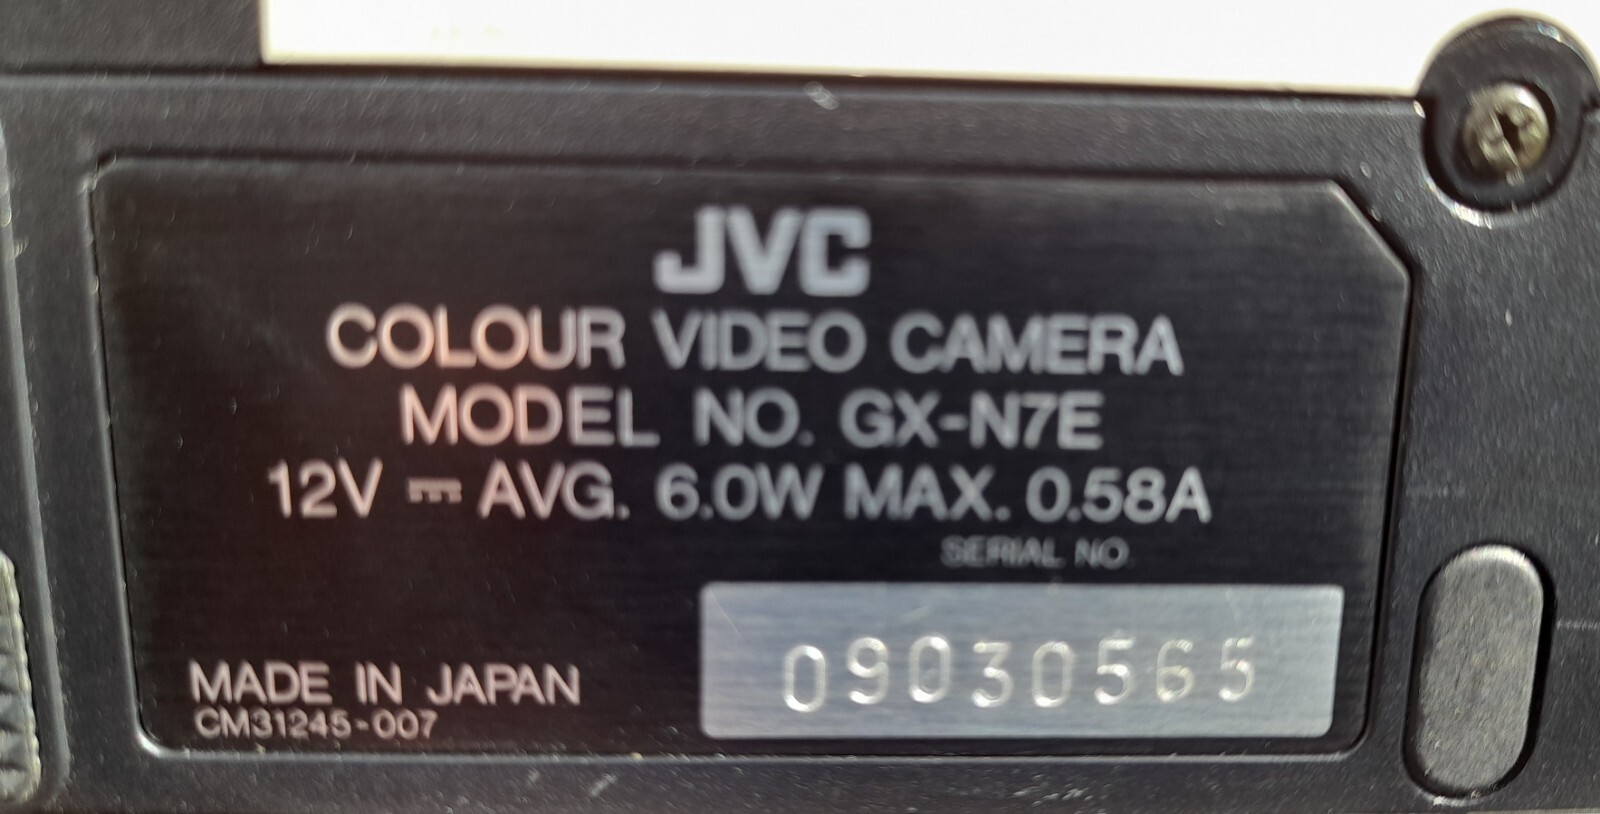 JVC
COLOUR VIDEO CAMERA
MODEL NO. GX-N7E
12V ⎓ AVG. 6.0W MAX. 0.58A
SERIAL NO.
09030565
MADE IN JAPAN
CM31245-007